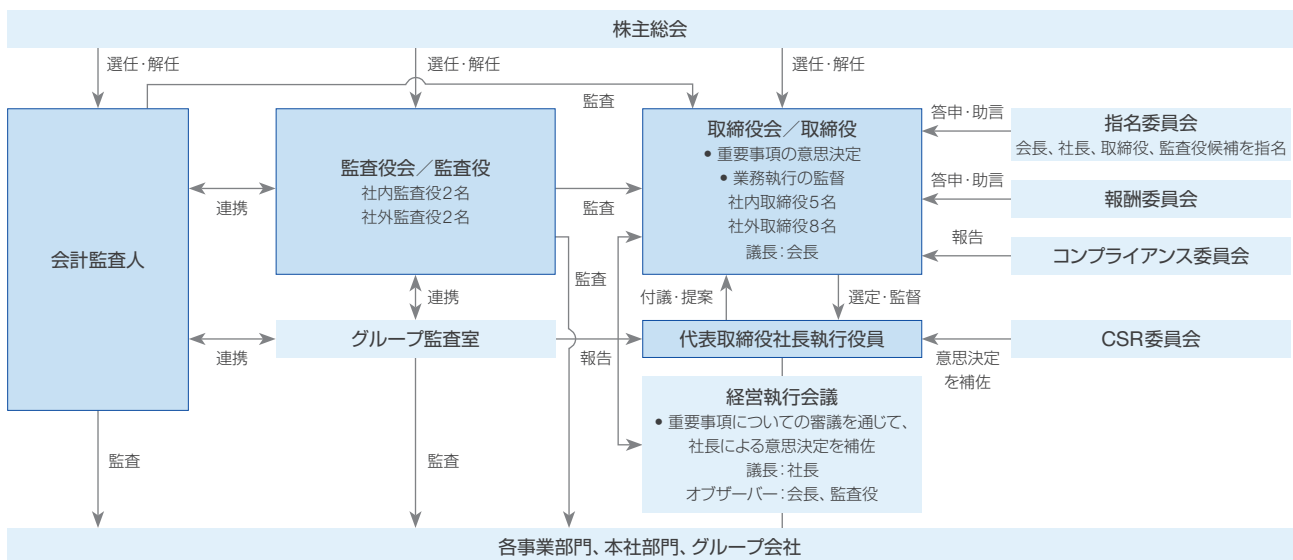 株主総会
選任・解任
選任・解任
選任・解任
監査
会計監査人
監査役会／監査役
社内監査役2名
社外監査役2名
連携
監査
取締役会／取締役
● 重要事項の意思決定
● 業務執行の監督
社内取締役5名
社外取締役8名
議長：会長
答申・助言
指名委員会
会長、社長、取締役、監査役候補を指名
答申・助言
報酬委員会
報告
コンプライアンス委員会
連携
監査
付議・提案
選定・監督
グループ監査室
連携
報告
代表取締役社長執行役員
CSR委員会
意思決定
を補佐
経営執行会議
● 重要事項についての審議を通じて、
社長による意思決定を補佐
議長：社長
オブザーバー：会長、監査役
監査
監査
各事業部門、本社部門、グループ会社